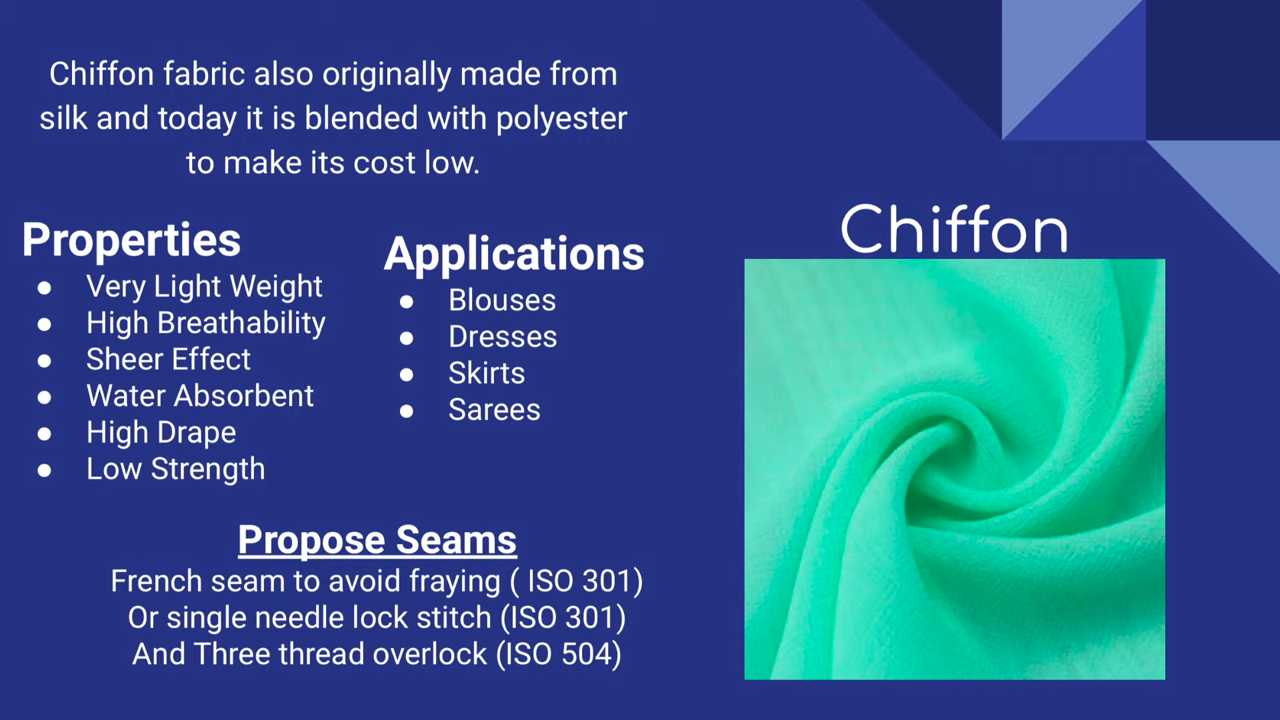 Chiffon fabric also originally made from
silk and today it is blended with polyester
to make its cost low.
Properties
● Very Light Weight
● High Breathability
● Sheer Effect
● Water Absorbent
● High Drape
● Low Strength
Applications
● Blouses
● Dresses
● Skirts
● Sarees
Propose Seams
French seam to avoid fraying ( ISO 301)
Or single needle lock stitch (ISO 301)
And Three thread overlock (ISO 504)
Chiffon